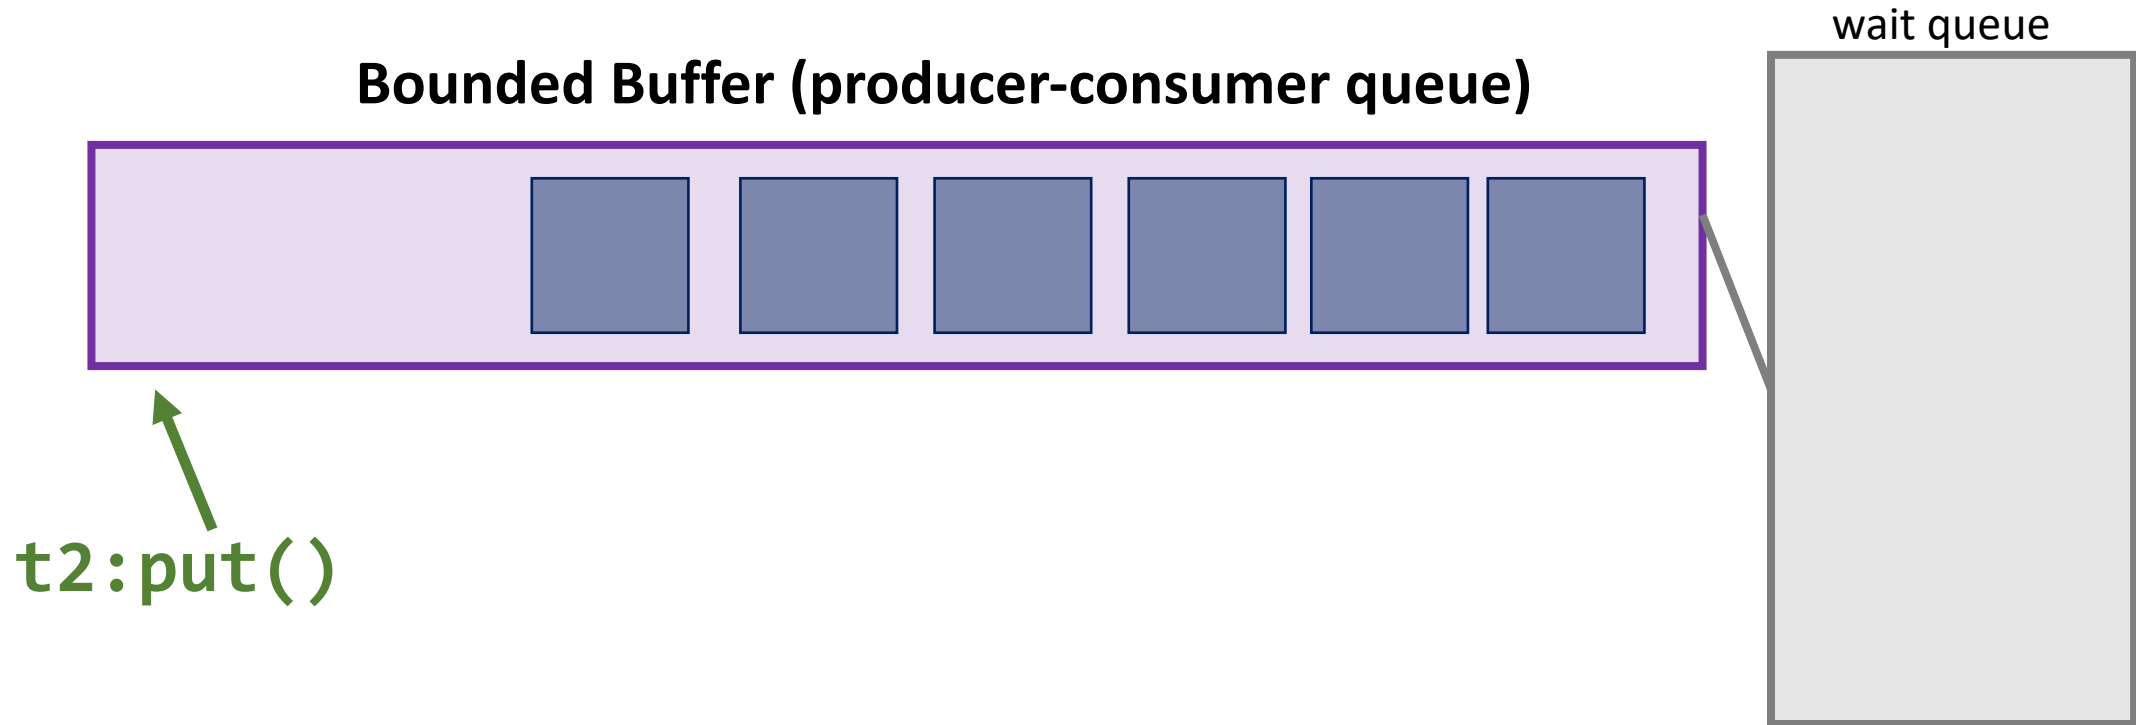 wait queue
Bounded Buffer (producer-consumer queue)
t2:put()